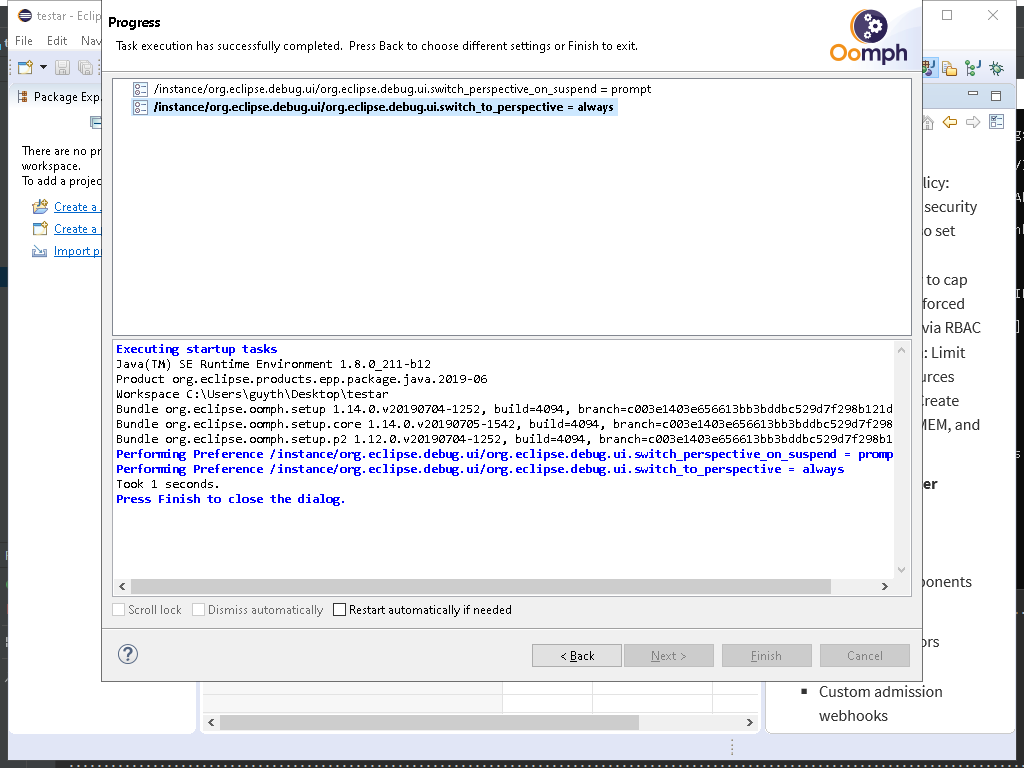 testar - Eclip
File Edit Nav
Package Exp
There are no pr
workspace.
To add a projec
Create a
Create a
Import p
Progress
Task execution has successfully completed. Press Back to choose different settings or Finish to exit.
Oomph
/instance/org.eclipse.debug.ui/org.eclipse.debug.ui.switch_perspective_on_suspend = prompt
/instance/org.eclipse.debug.ui/org.eclipse.debug.ui.switch_to_perspective = always
Executing startup tasks
Java(TM) SE Runtime Environment 1.8.0_211-b12
Product org.eclipse.products.epp.package.java.2019-06
Workspace C:\Users\guyth\Desktop\testar
Bundle org.eclipse.oomph.setup 1.14.0.v20190704-1252, build=4094, branch=c003e1403e656613bb3bddbc529d7f298b121d
Bundle org.eclipse.oomph.setup.core 1.14.0.v20190705-1542, build=4094, branch=c003e1403e656613bb3bddbc529d7f298
Bundle org.eclipse.oomph.setup.p2 1.12.0.v20190704-1252, build=4094, branch=c003e1403e656613bb3bddbc529d7f298b1
Performing Preference /instance/org.eclipse.debug.ui/org.eclipse.debug.ui.switch_perspective_on_suspend = promp
Performing Preference /instance/org.eclipse.debug.ui/org.eclipse.debug.ui.switch_to_perspective = always
Took 1 seconds.
Press Finish to close the dialog.
Scroll lock Dismiss automatically Restart automatically if needed
? < Back Next > Finish Cancel
licy:
security
o set
to cap
forced
via RBAC
: Limit
urces
Create
MEM, and
er
ponents
ors
Custom admission
webhooks